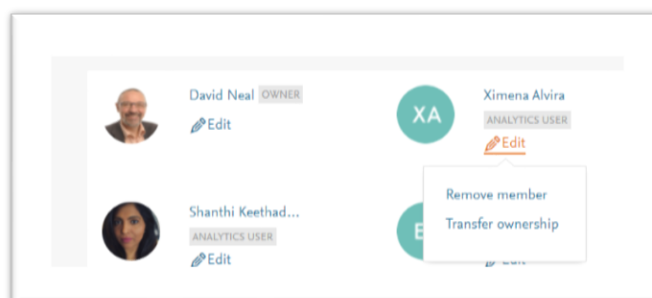 David Neal OWNER
Edit
XA
Ximena Alvira
ANALYTICS USER
Edit
Remove member
Transfer ownership
Shanthi Keethad...
ANALYTICS USER
Edit
E
Edit